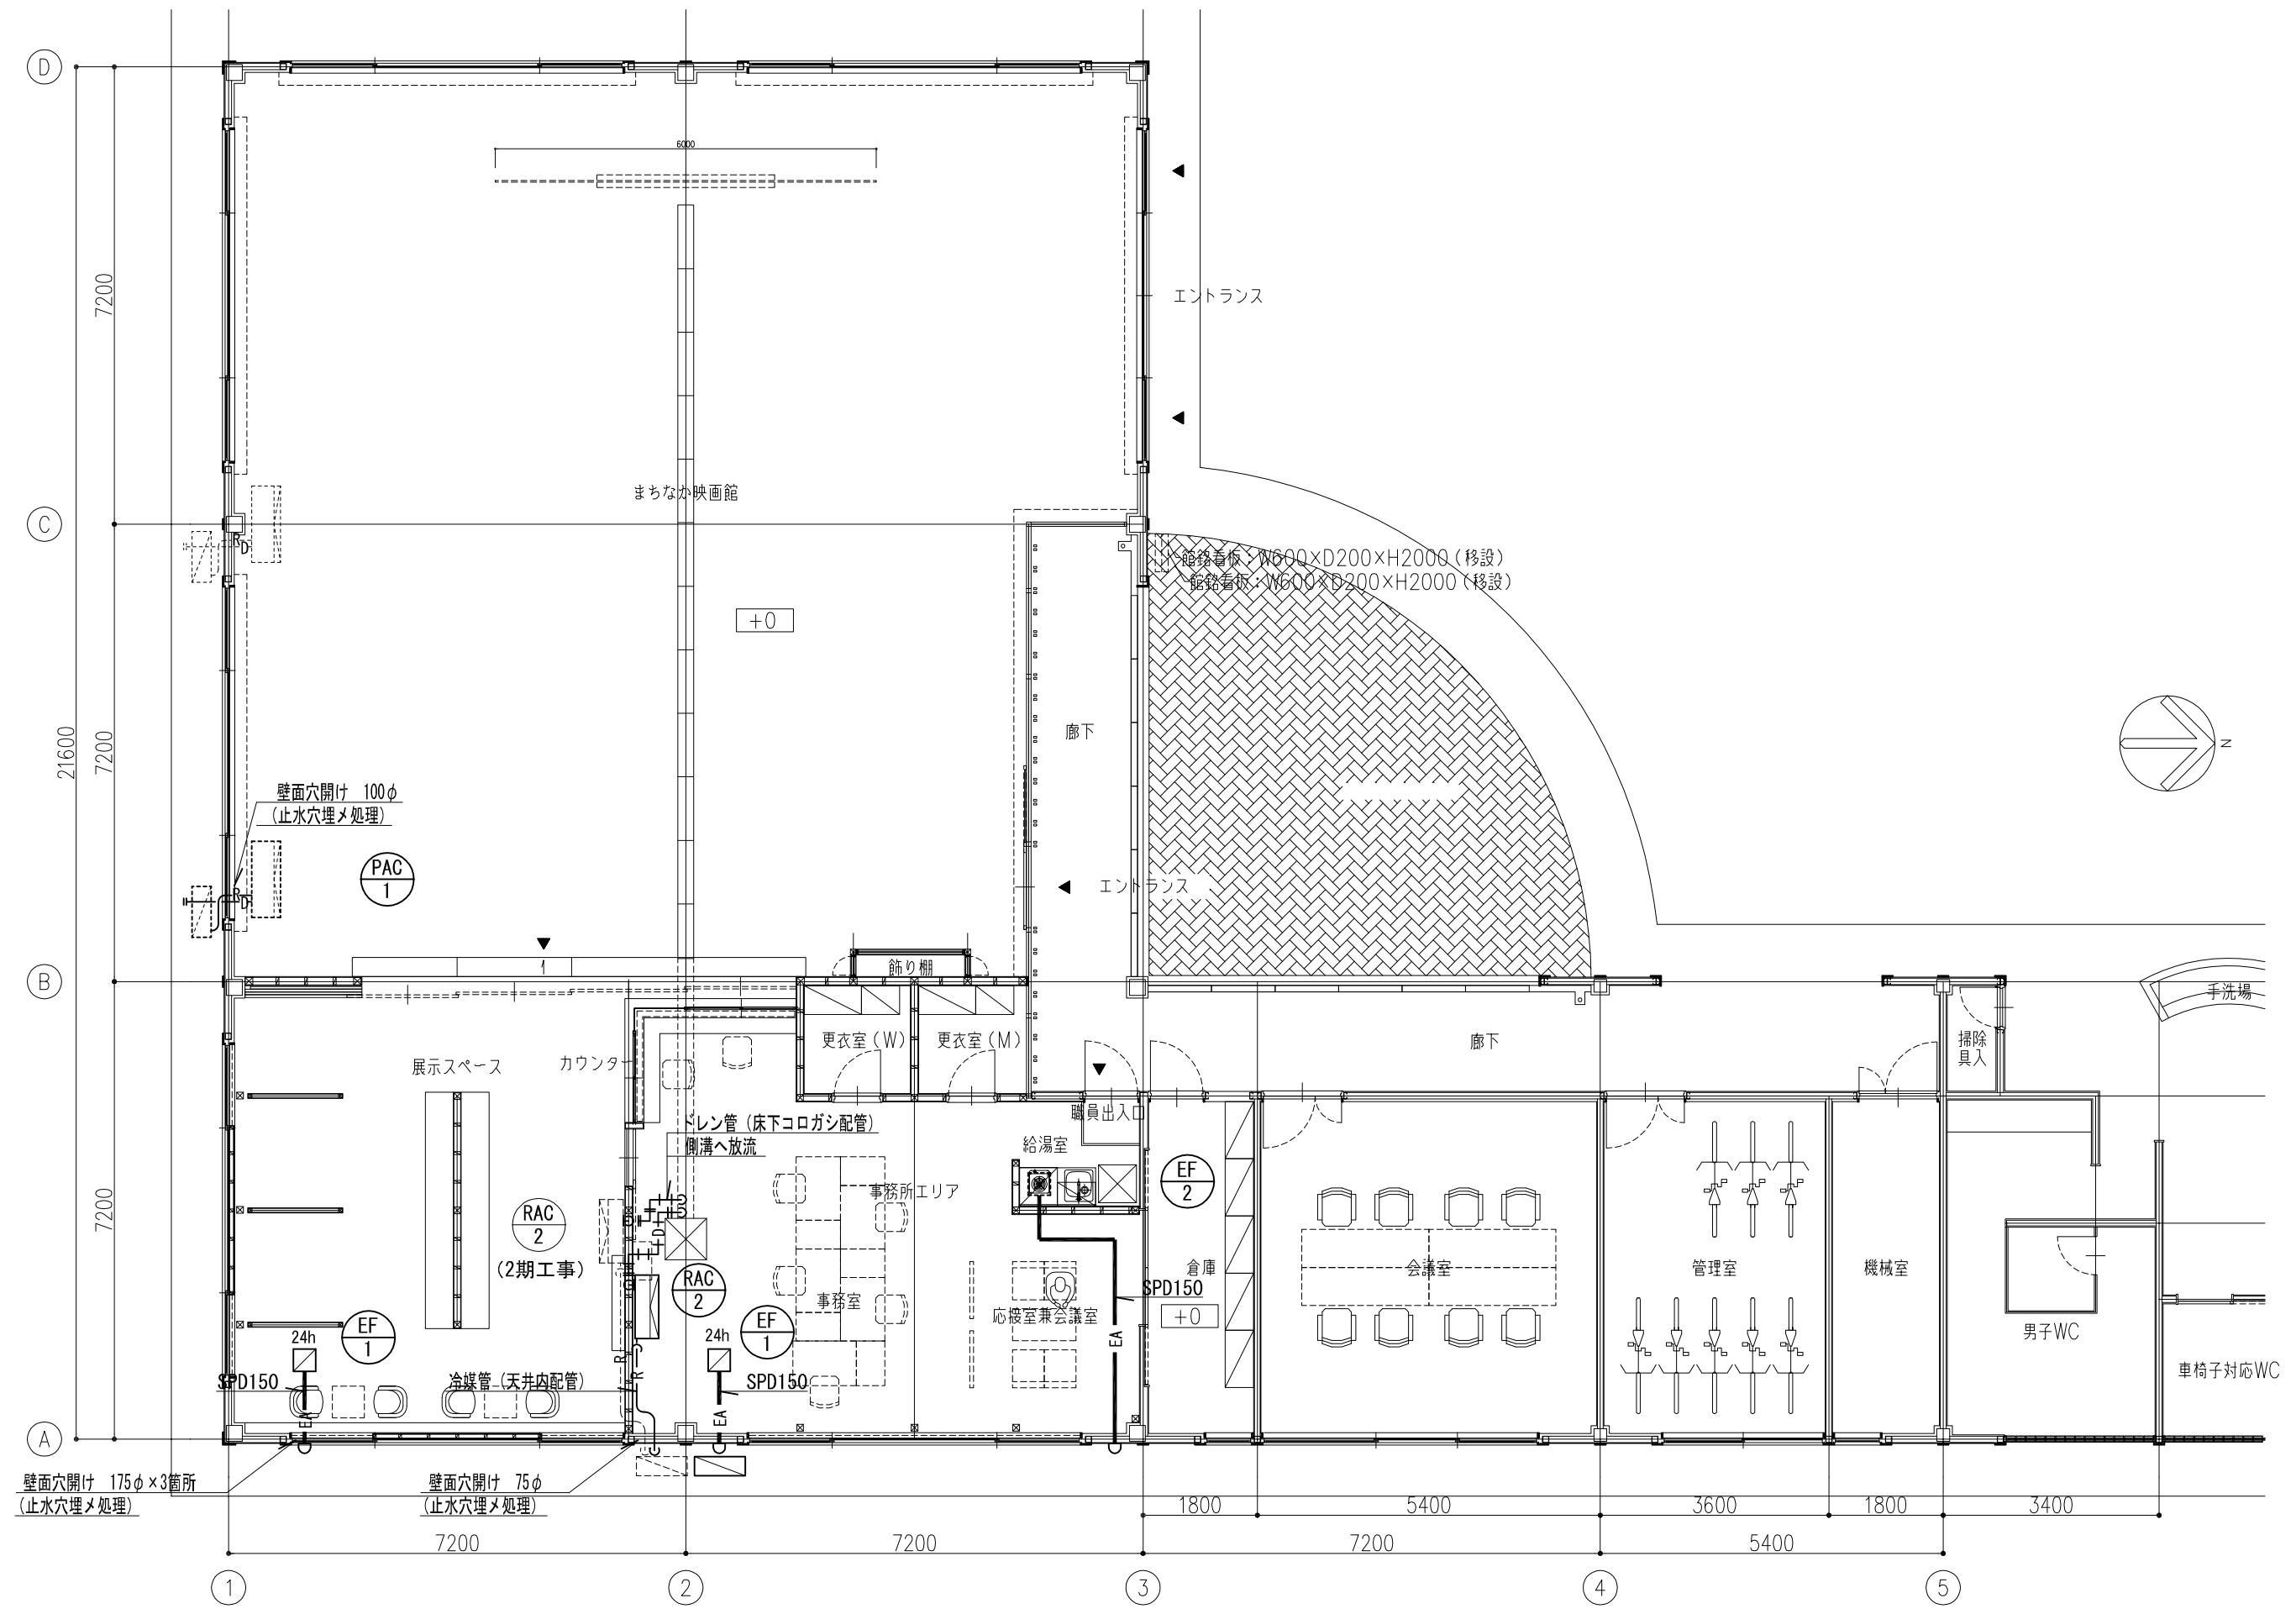 D
6000
7200
エントランス
まちなか映画館
C
R
D
館銘看板：W600×D200×H2000（移設）
館銘看板：W600×D200×H2000（移設）
+0
廊下
N
21600
7200
壁面穴開け　100φ
（止水穴埋メ処理）
PAC
1
エントランス
R
D
1
飾り棚
B
手洗場
更衣室（W）
更衣室（M）
廊下
掃除
具入
展示スペース
カウンター
職員出入口
ドレン管（床下コロガシ配管）
側溝へ放流
給湯室
EF
2
事務所エリア
7200
RAC
2
（2期工事）
D
倉庫
会議室
管理室
機械室
RAC
2
SPD150
事務室
応接室兼会議室
+0
EF
1
24h
EF
1
24h
EA
男子WC
R
R
車椅子対応WC
SPD150
冷媒管（天井内配管）
SPD150
EA
EA
A
壁面穴開け　175φ×3箇所
（止水穴埋メ処理）
壁面穴開け　75φ
（止水穴埋メ処理）
1800
5400
3600
1800
3400
7200
7200
7200
5400
1
2
3
4
5